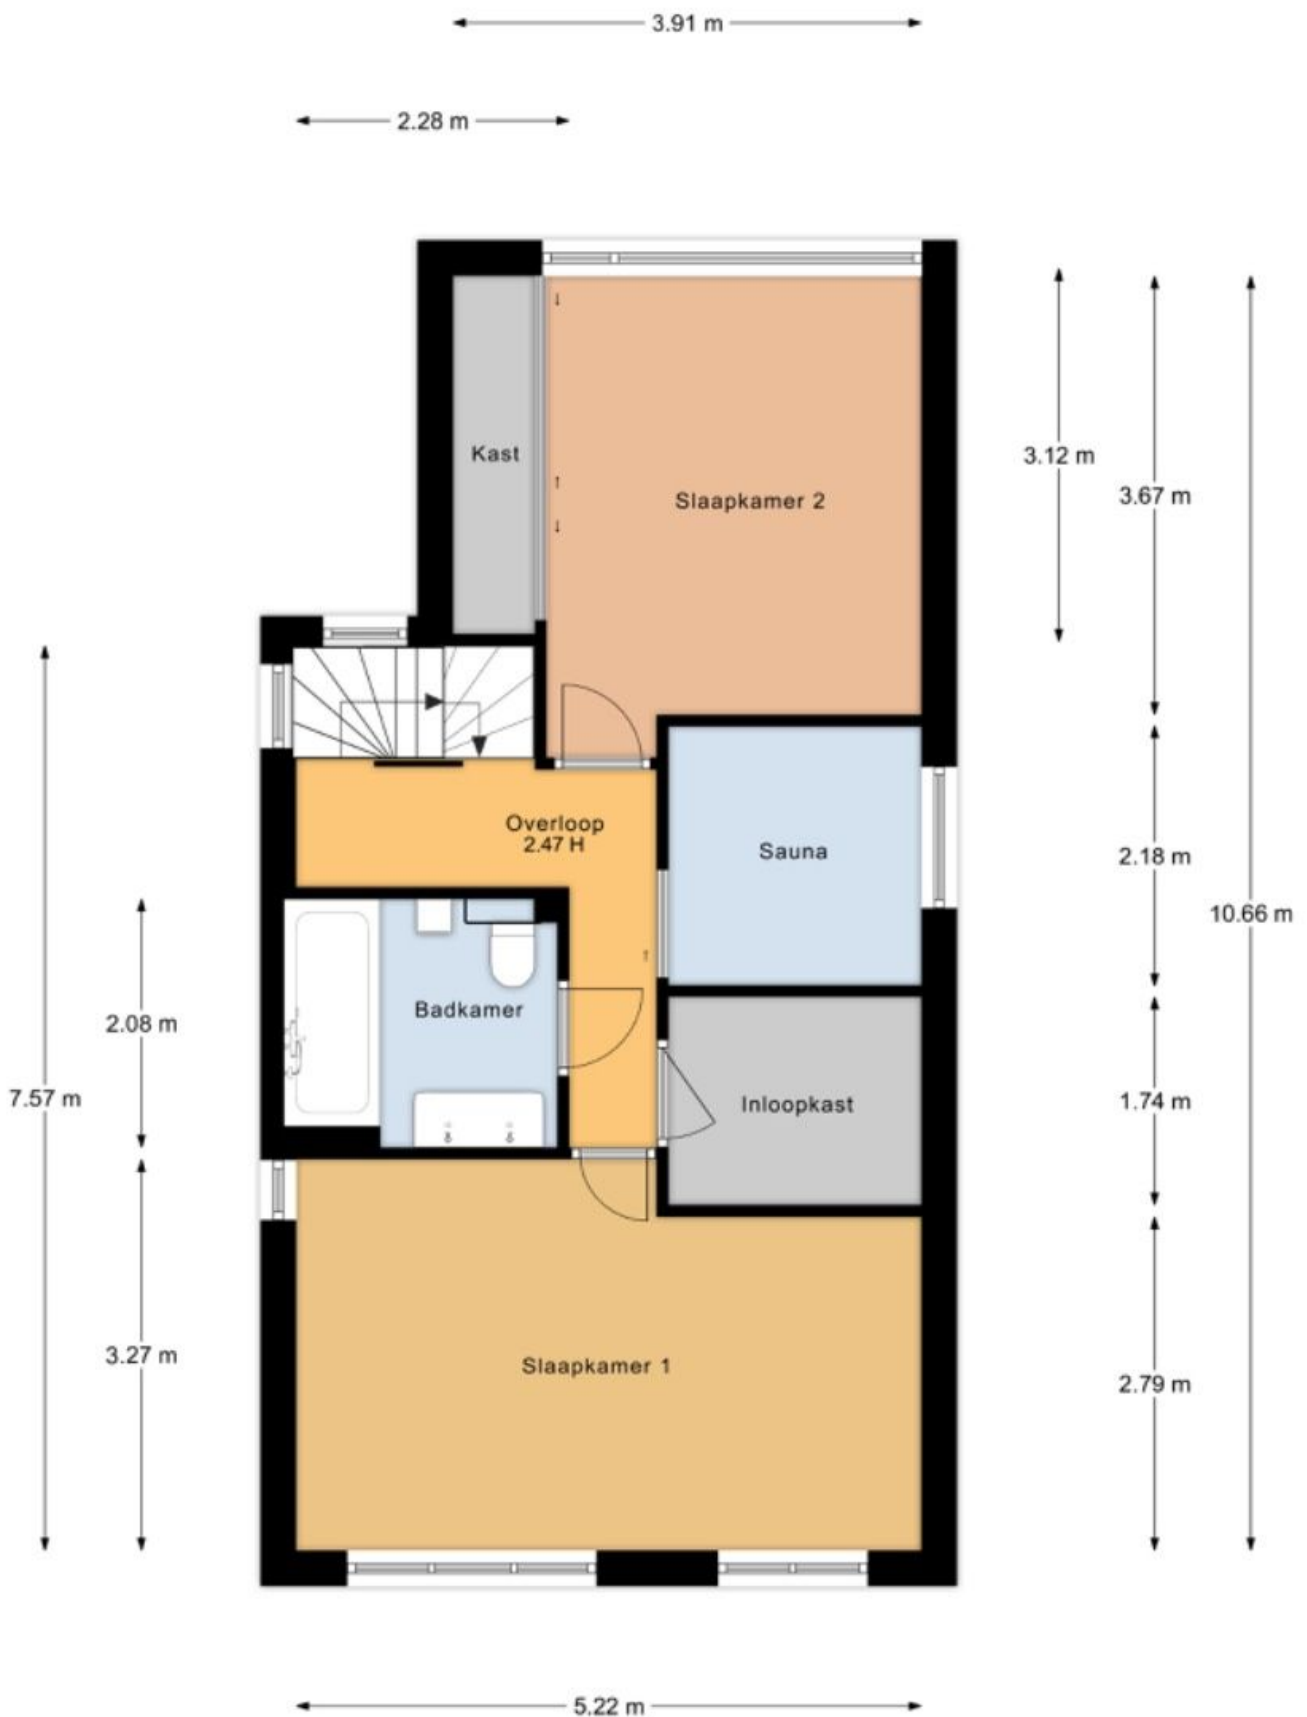 3.91 m
2.28 m
Kast
3.12 m
Slaapkamer 2
3.67 m
Overloop
2.47 H
Sauna
2.18 m
10.66 m
Badkamer
2.08 m
7.57 m
Inloopkast
1.74 m
3.27 m
Slaapkamer 1
2.79 m
5.22 m